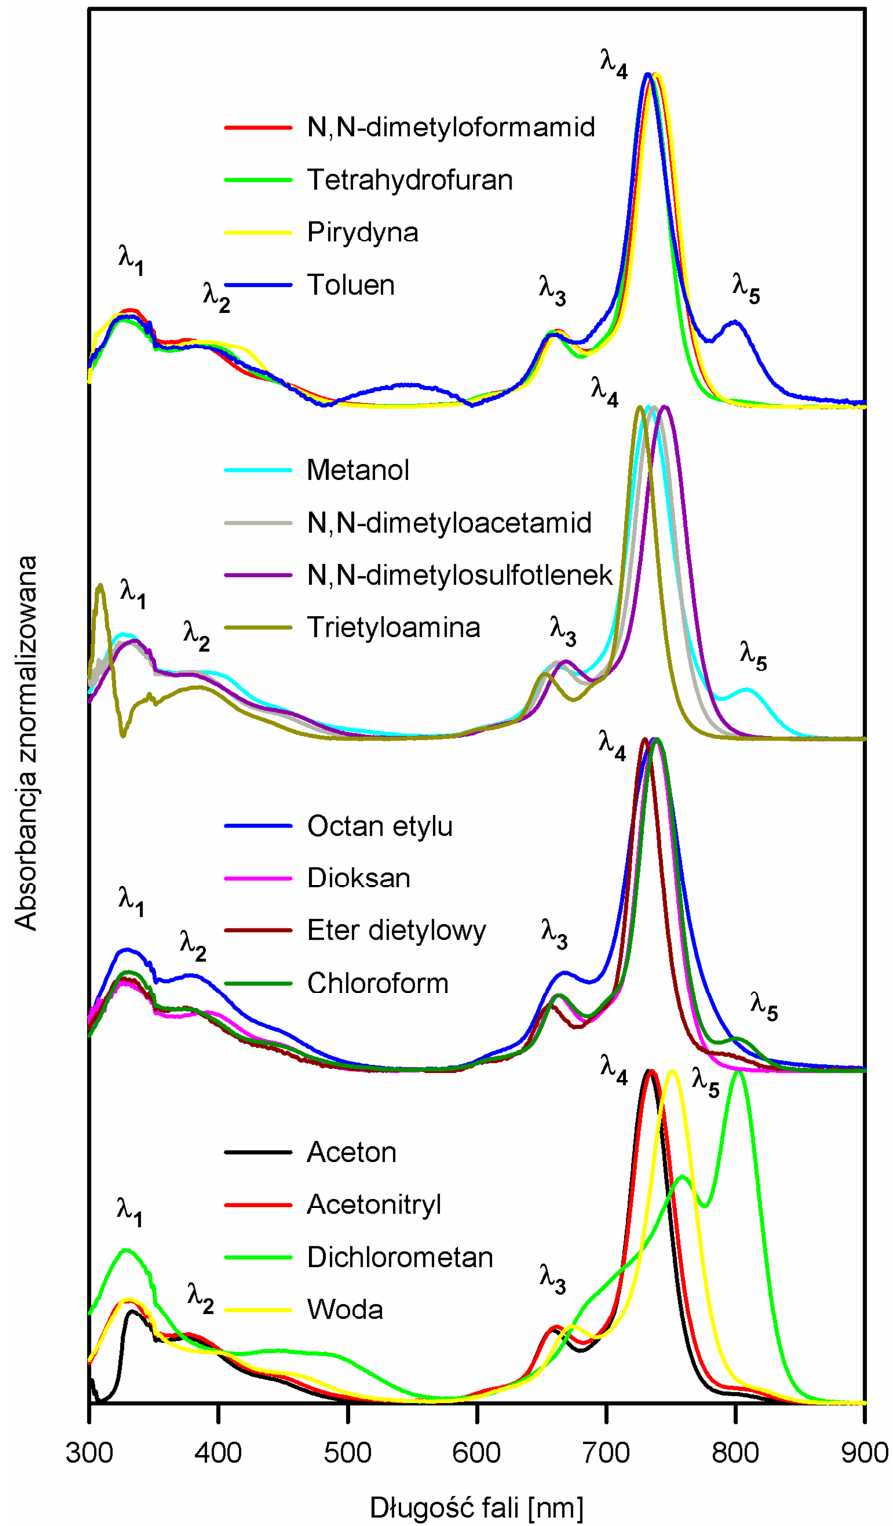 λ4
N,N-dimetyloformamid
Tetrahydrofuran
Pirydyna
Toluen
λ1
λ2
λ3
λ5
λ4
Metanol
N,N-dimetyloacetamid
N,N-dimetylosulfotlenek
Trietyloamina
λ1
λ2
λ3
λ5
λ4
Octan etylu
Dioksan
Eter dietylowy
Chloroform
λ1
λ2
λ3
λ5
λ4
λ5
Aceton
Acetonitryl
Dichlorometan
Woda
λ1
λ2
λ3
Absorbancja znormalizowana
300 400 500 600 700 800 900
Długość fali [nm]